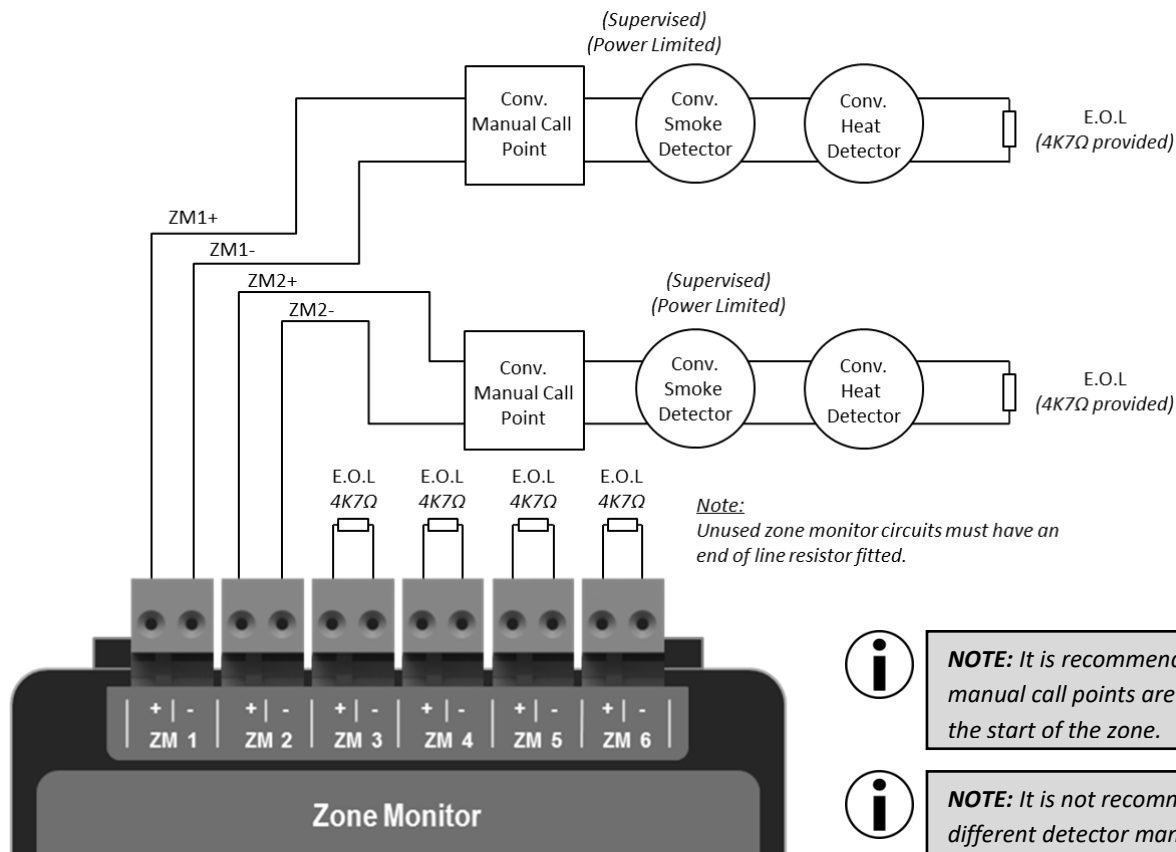 (Supervised)
(Power Limited)
Conv.
Manual Call
Point
Conv.
Smoke
Detector
Conv.
Heat
Detector
E.O.L
(4K7Ω provided)
ZM1+
ZM1-
ZM2+
ZM2-
(Supervised)
(Power Limited)
Conv.
Manual Call
Point
Conv.
Smoke
Detector
Conv.
Heat
Detector
E.O.L
(4K7Ω provided)
E.O.L
4K7Ω
E.O.L
4K7Ω
E.O.L
4K7Ω
E.O.L
4K7Ω
Note:
Unused zone monitor circuits must have an
end of line resistor fitted.
| + | - | + | - | + | - | + | - | + | - | + | - |
ZM 1 ZM 2 ZM 3 ZM 4 ZM 5 ZM 6
Zone Monitor
NOTE: It is
manual call points are
the start of the zone.
NOTE: It is not
different detector